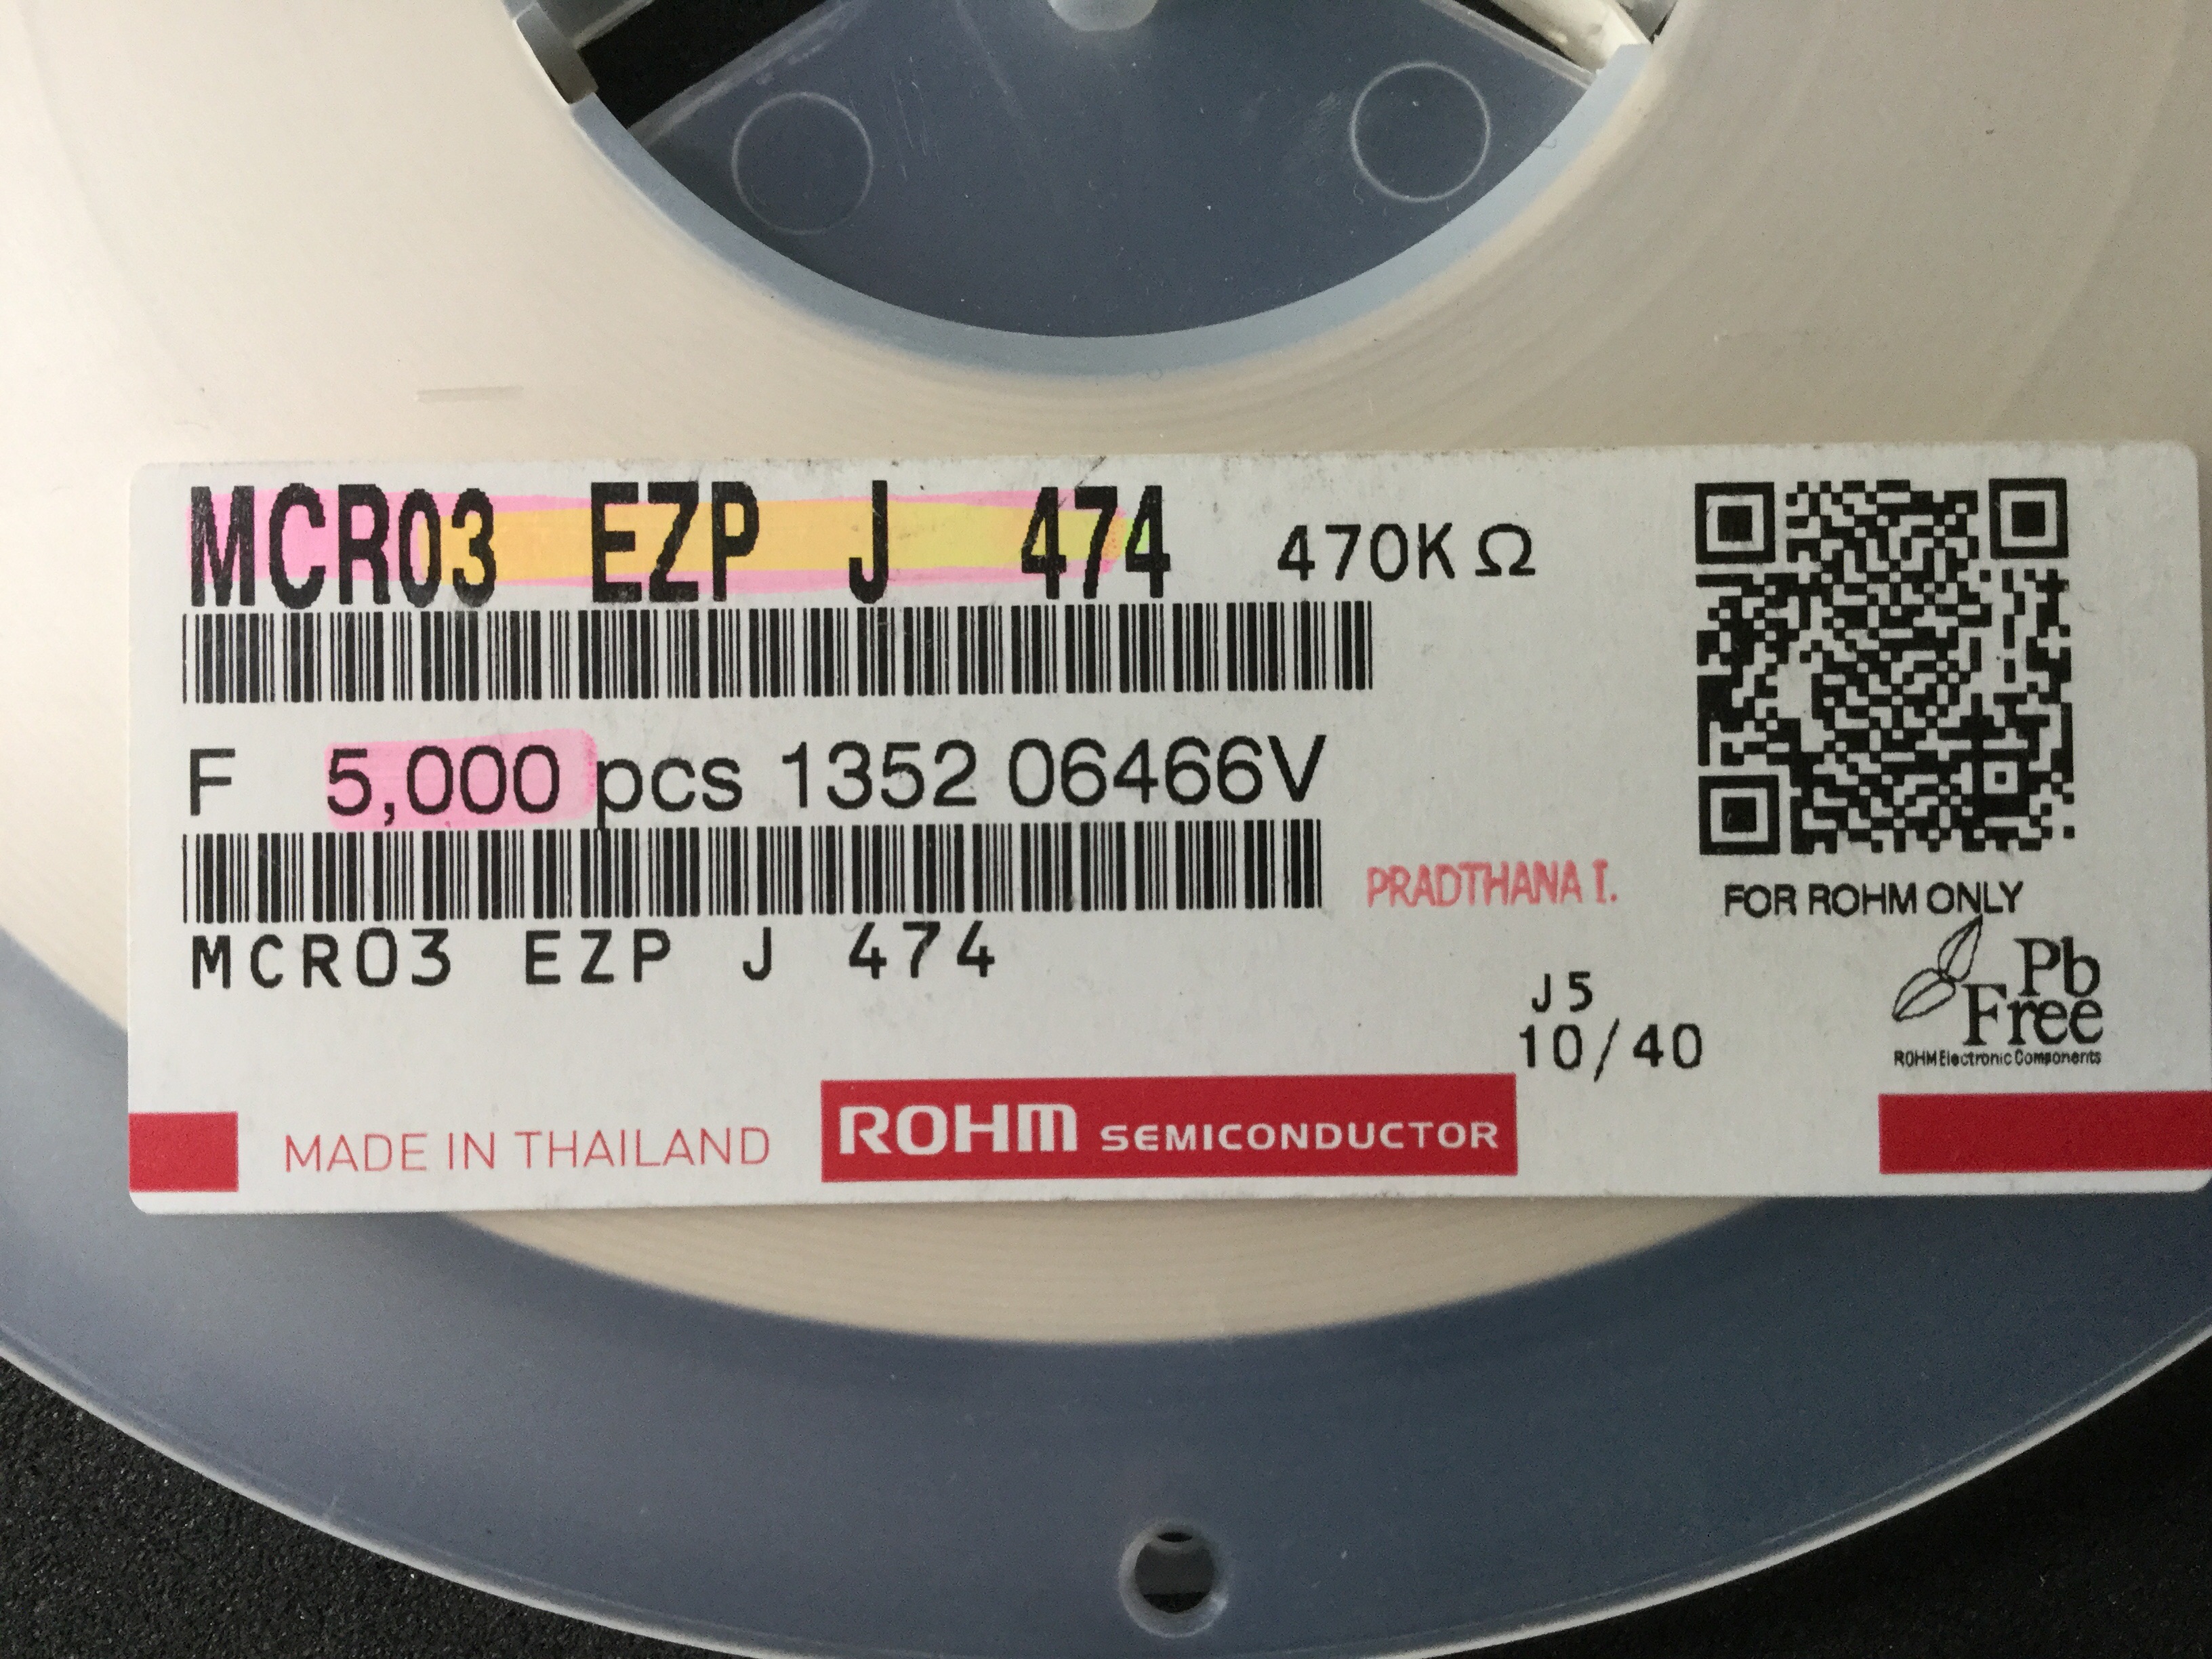 MCR03 EZP J 474 470KΩ
F 5,000 pcs 1352 06466V
PRADTHANA I.
FOR ROHM ONLY
MCR03 EZP J 474
J5
10/40
Pb
Free
ROHM Electronic Components
MADE IN THAILAND
ROHM SEMICONDUCTOR